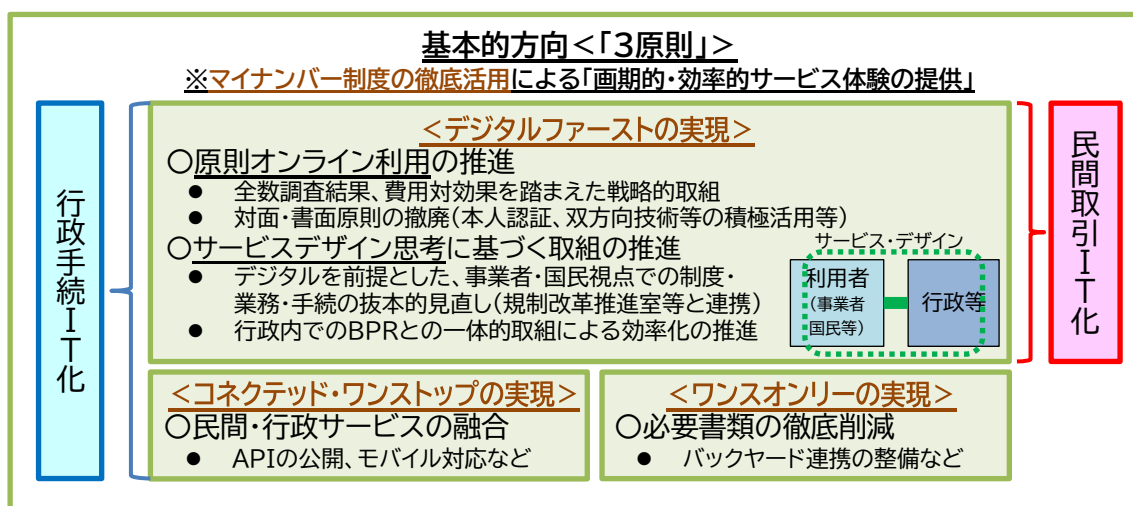 基本的方向<「3原則」>
※マイナンバー制度の徹底活用による「画期的・効率的サービス体験の提供」
行政手続IT化
<デジタルファーストの実現>
〇原則オンライン利用の推進
● 全数調査結果、費用対効果を踏まえた戦略的取組
● 対面・書面原則の撤廃(本人認証、双方向技術等の積極活用等)
〇サービスデザイン思考に基づく取組の推進
● デジタルを前提とした、事業者・国民視点での制度・
業務・手続の抜本的見直し(規制改革推進室等と連携)
● 行政内でのBPRとの一体的取組による効率化の推進
サービス・デザイン
利用者
(事業者
国民等)
行政等
民間取引IT化
<コネクテッド・ワンストップの実現>
〇民間・行政サービスの融合
● APIの公開、モバイル対応など
<ワンスオンリーの実現>
〇必要書類の徹底削減
● バックヤード連携の整備など